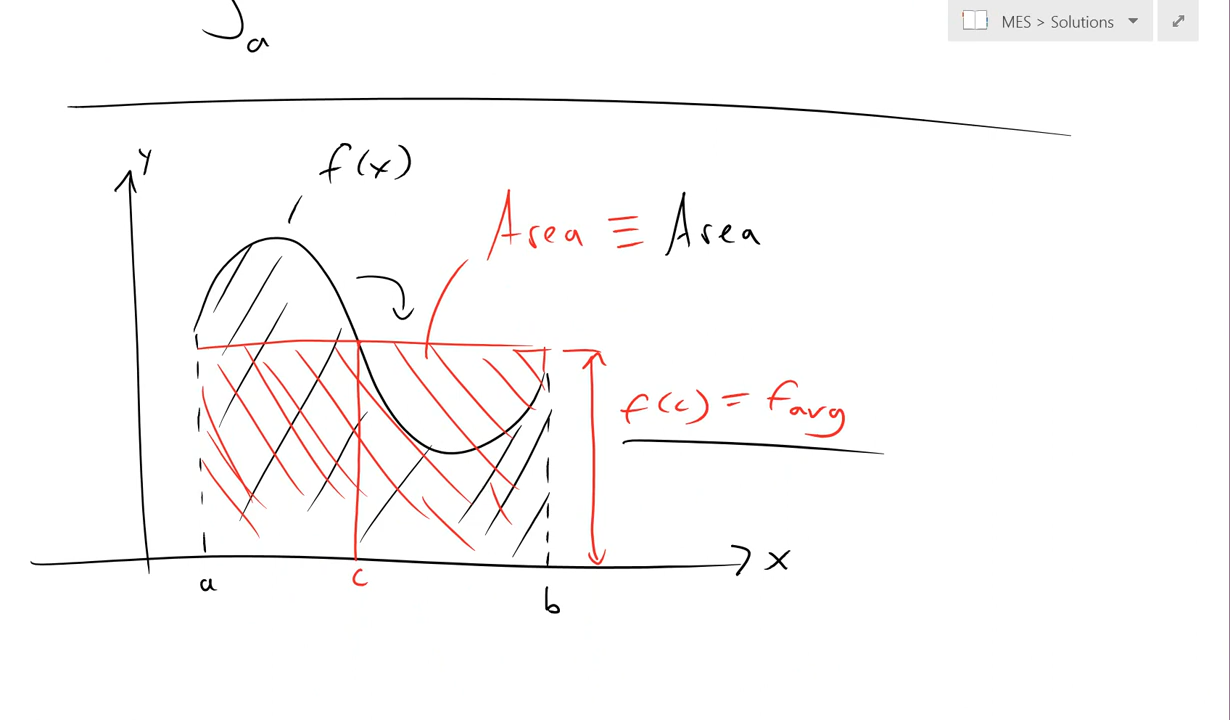 MES > Solutions
∫a
y
f(x)
Area ≡ Area
f(c) = favg
x
a
c
b